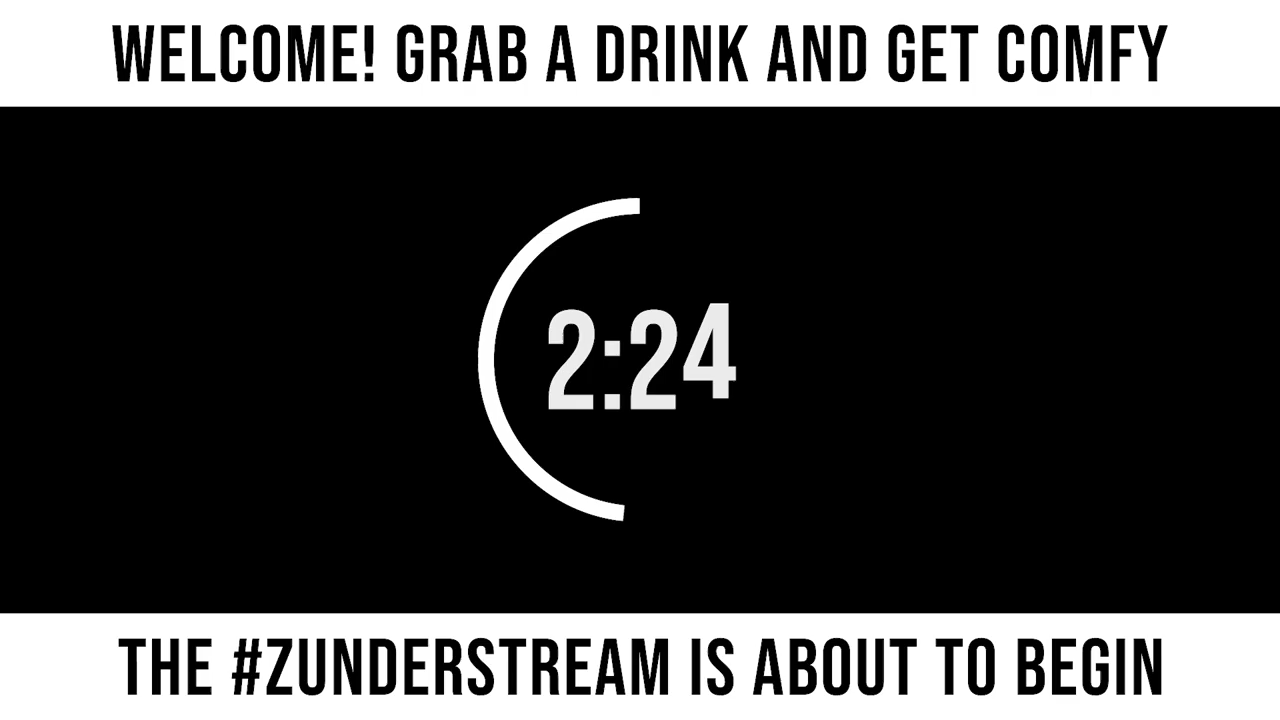 WELCOME! GRAB A DRINK AND GET COMFY
2:24
THE #ZUNDERSTREAM IS ABOUT TO BEGIN